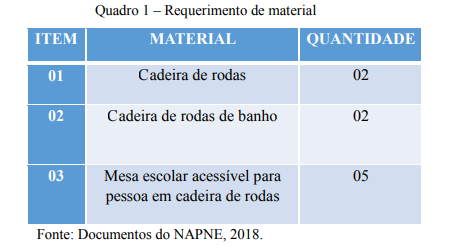 Quadro 1 – Requerimento de material
ITEM MATERIAL QUANTIDADE
01 Cadeira de rodas 02
02 Cadeira de rodas de banho 02
03 Mesa escolar acessível para 05
pessoa em cadeira de rodas
Fonte: Documentos do NAPNE, 2018.